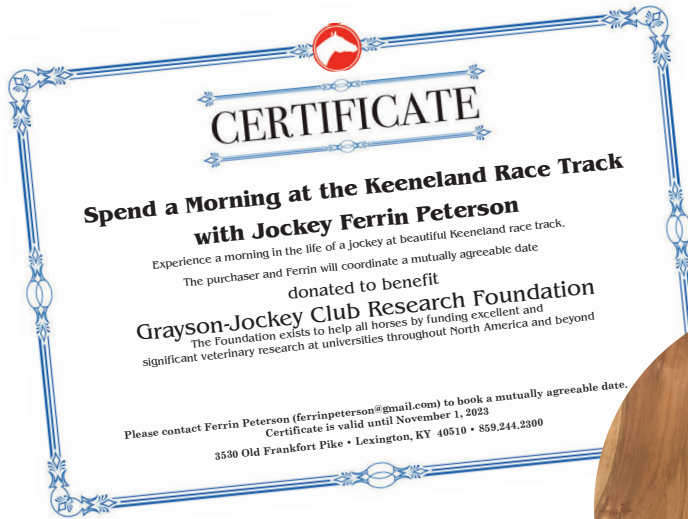 CERTIFICATE
Spend a Morning at the Keeneland Race Track
with Jockey Ferrin Peterson
Experience a morning in the life of a jockey at beautiful Keeneland race track.
The purchaser and Ferrin will coordinate a mutually agreeable date
donated to benefit
Grayson-Jockey Club Research Foundation
The Foundation exists to help all horses by funding excellent and
significant veterinary research at universities throughout North America and beyond
Please contact Ferrin Peterson (ferrinpeterson@gmail.com) to book a mutually agreeable date.
Certificate is valid until November 1, 2023
3530 Old Frankfort Pike • Lexington, KY  40510 • 859.244.2300